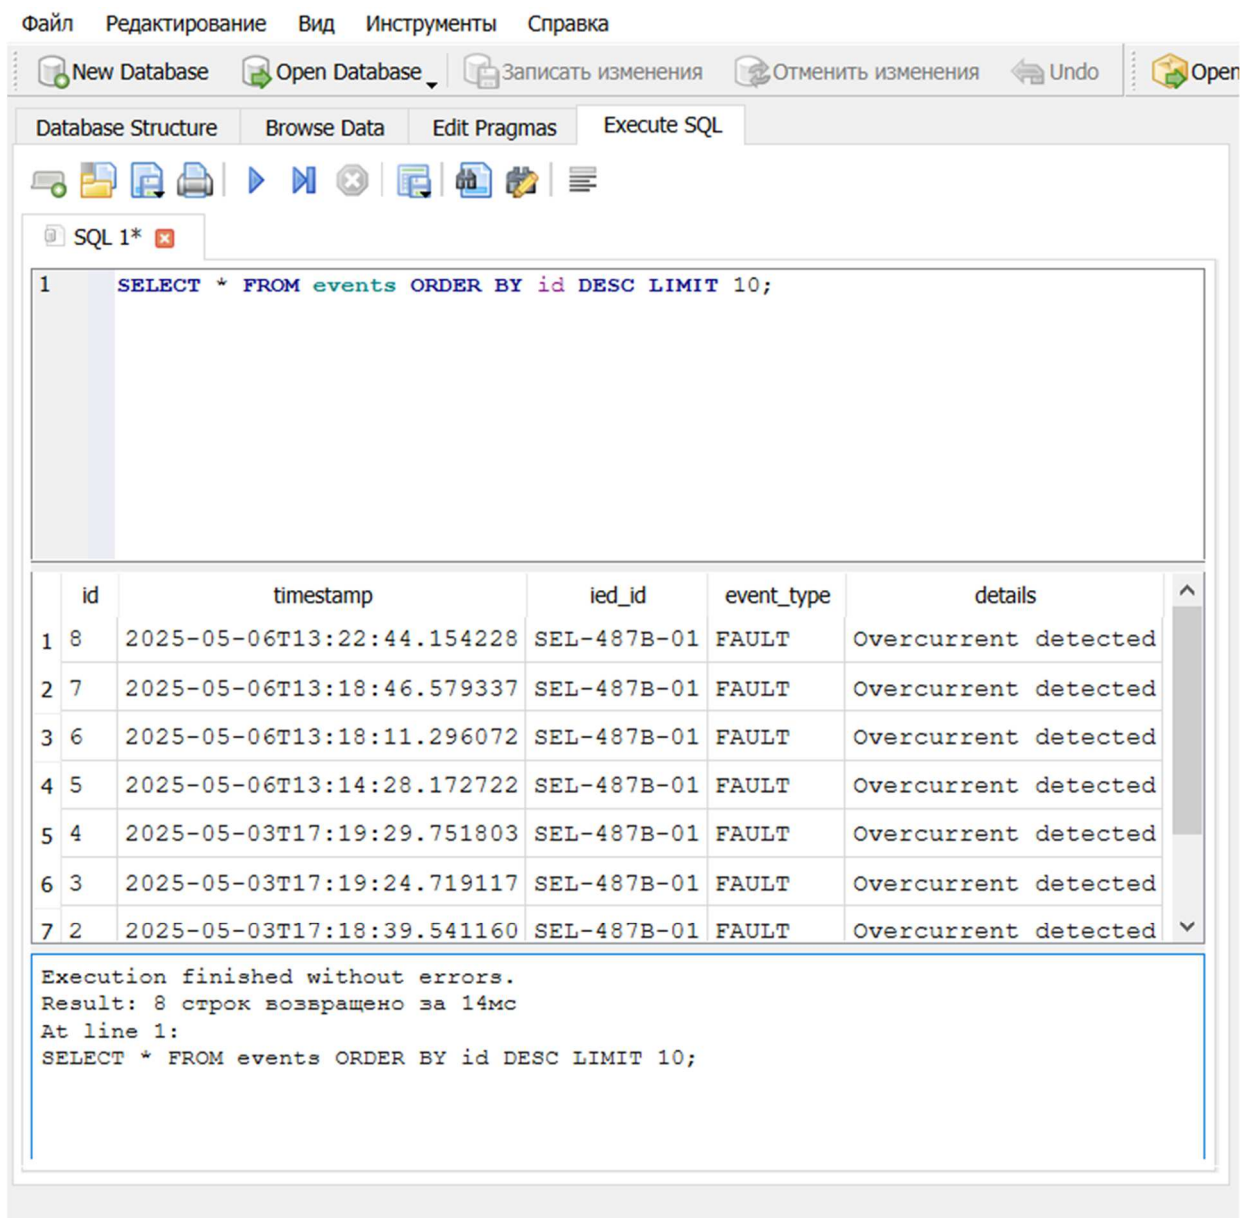 Файл Редактирование Вид Инструменты Справка
New Database Open Database Записать изменения Отменить изменения Undo Open
Database Structure Browse Data Edit Pragmas Execute SQL
SQL 1*
1 SELECT * FROM events ORDER BY id DESC LIMIT 10;
id timestamp ied_id event_type details
1 8 2025-05-06T13:22:44.154228 SEL-487B-01 FAULT Overcurrent detected
2 7 2025-05-06T13:18:46.579337 SEL-487B-01 FAULT Overcurrent detected
3 6 2025-05-06T13:18:11.296072 SEL-487B-01 FAULT Overcurrent detected
4 5 2025-05-06T13:14:28.172722 SEL-487B-01 FAULT Overcurrent detected
5 4 2025-05-03T17:19:29.751803 SEL-487B-01 FAULT Overcurrent detected
6 3 2025-05-03T17:19:24.719117 SEL-487B-01 FAULT Overcurrent detected
7 2 2025-05-03T17:18:39.541160 SEL-487B-01 FAULT Overcurrent detected
Execution finished without errors.
Result: 8 строк возвращено за 14мс
At line 1:
SELECT * FROM events ORDER BY id DESC LIMIT 10;